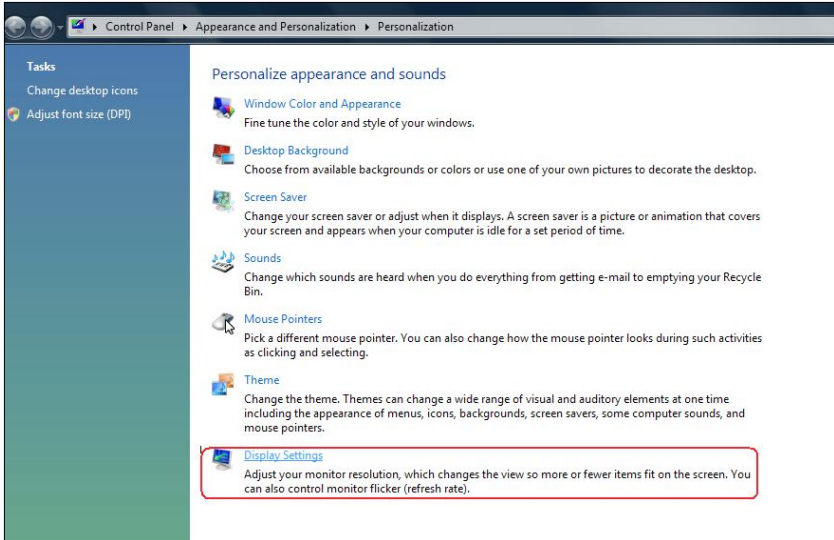 Control Panel ▸ Appearance and Personalization ▸ Personalization
Tasks
Change desktop icons
Adjust font size (DPI)
Personalize appearance and sounds
Window Color and Appearance
Fine tune the color and style of your windows.
Desktop Background
Choose from available backgrounds or colors or use one of your own pictures to decorate the desktop.
Screen Saver
Change your screen saver or adjust when it displays. A screen saver is a picture or animation that covers
your screen and appears when your computer is idle for a set period of time.
Sounds
Change which sounds are heard when you do everything from getting e-mail to emptying your Recycle
Bin.
Mouse Pointers
Pick a different mouse pointer. You can also change how the mouse pointer looks during such activities
as clicking and selecting.
Theme
Change the theme. Themes can change a wide range of visual and auditory elements at one time
including the appearance of menus, icons, backgrounds, screen savers, some computer sounds, and
mouse pointers.
Display Settings
Adjust your monitor resolution, which changes the view so more or fewer items fit on the screen. You
can also control monitor flicker (refresh rate).